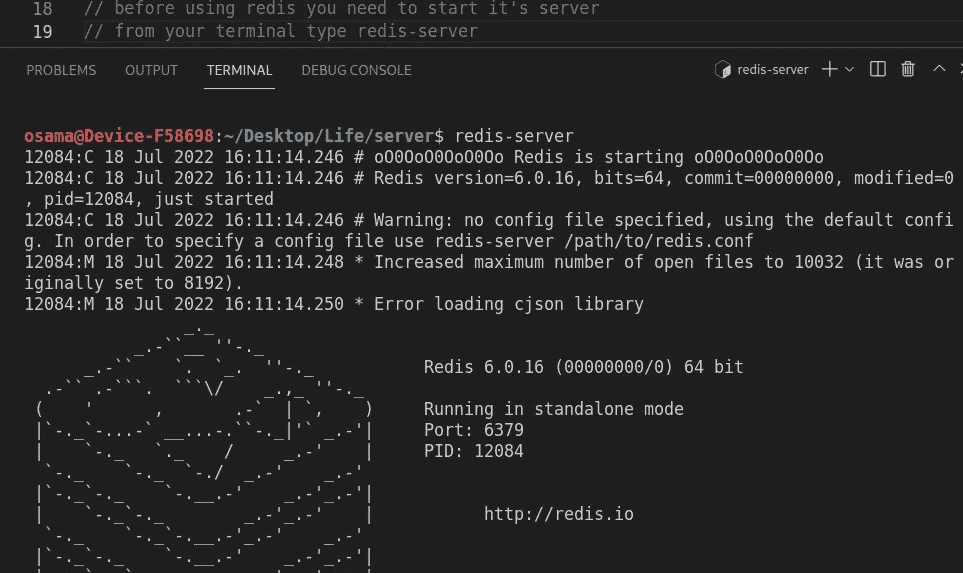 18 // before using redis you need to start it's server
19 // from your terminal type redis-server
PROBLEMS OUTPUT TERMINAL DEBUG CONSOLE redis-server
osama@Device-F58698:~/Desktop/Life/server$ redis-server
12084:C 18 Jul 2022 16:11:14.246 # oO0OoO0OoO0Oo Redis is starting oO0OoO0OoO0Oo
12084:C 18 Jul 2022 16:11:14.246 # Redis version=6.0.16, bits=64, commit=00000000, modified=0
, pid=12084, just started
12084:C 18 Jul 2022 16:11:14.246 # Warning: no config file specified, using the default confi
g. In order to specify a config file use redis-server /path/to/redis.conf
12084:M 18 Jul 2022 16:11:14.248 * Increased maximum number of open files to 10032 (it was or
iginally set to 8192).
12084:M 18 Jul 2022 16:11:14.250 * Error loading cjson library
Redis 6.0.16 (00000000/0) 64 bit
Running in standalone mode
Port: 6379
PID: 12084
http://redis.io